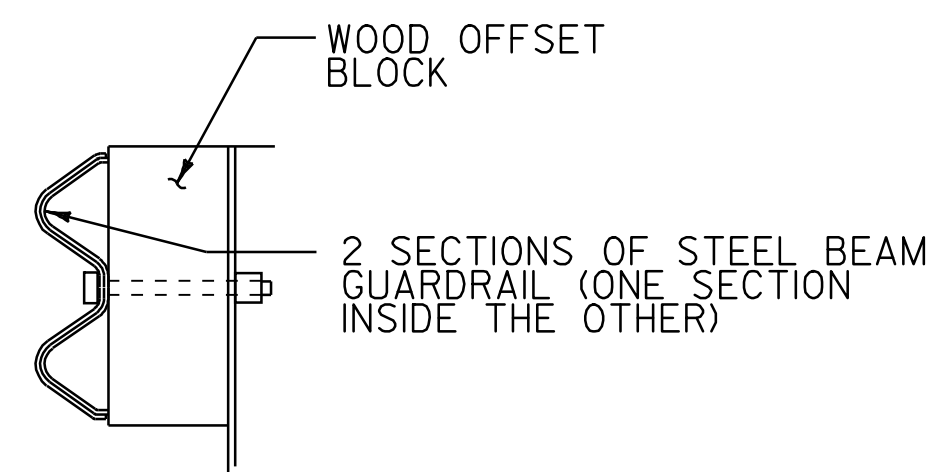 WOOD OFFSET
BLOCK
2 SECTIONS OF STEEL BEAM
GUARDRAIL (ONE SECTION
INSIDE THE OTHER)